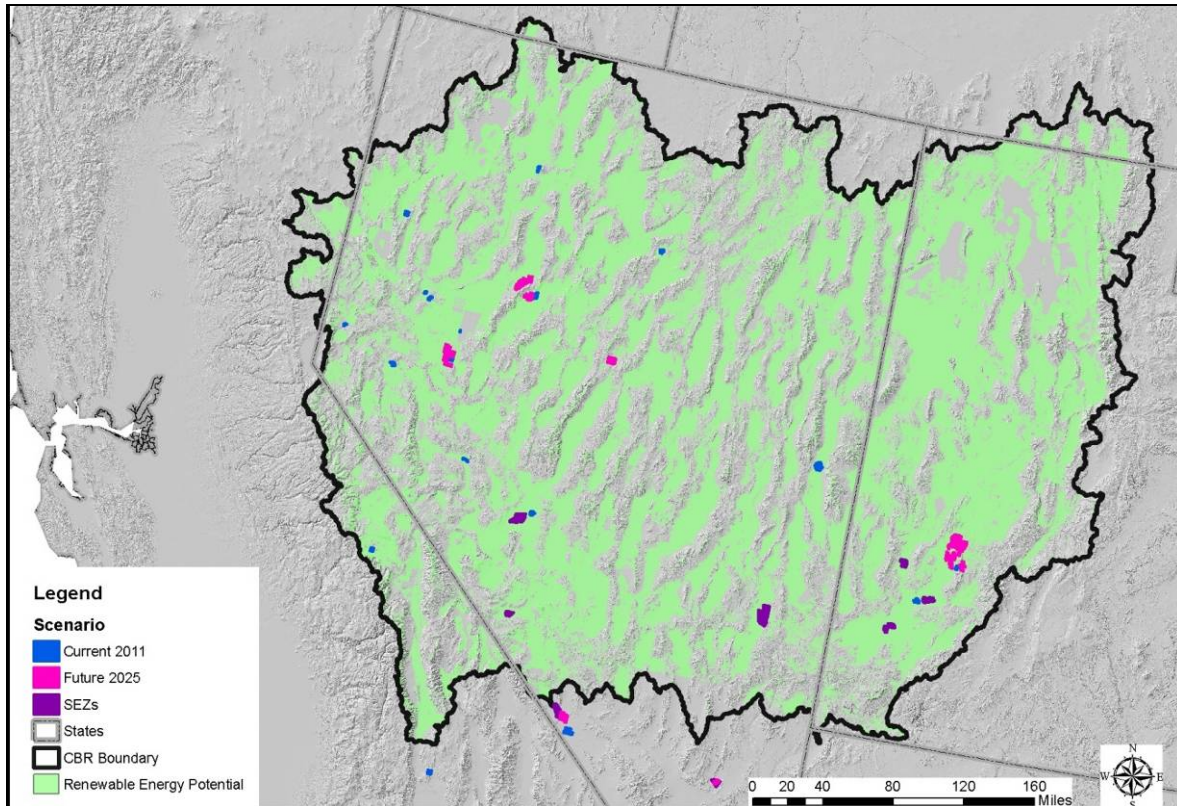 Legend
Scenario
Current 2011
Future 2025
SEZs
States
CBR Boundary
Renewable Energy Potential
N
W E
S
0 20 40 80 120 160
Miles